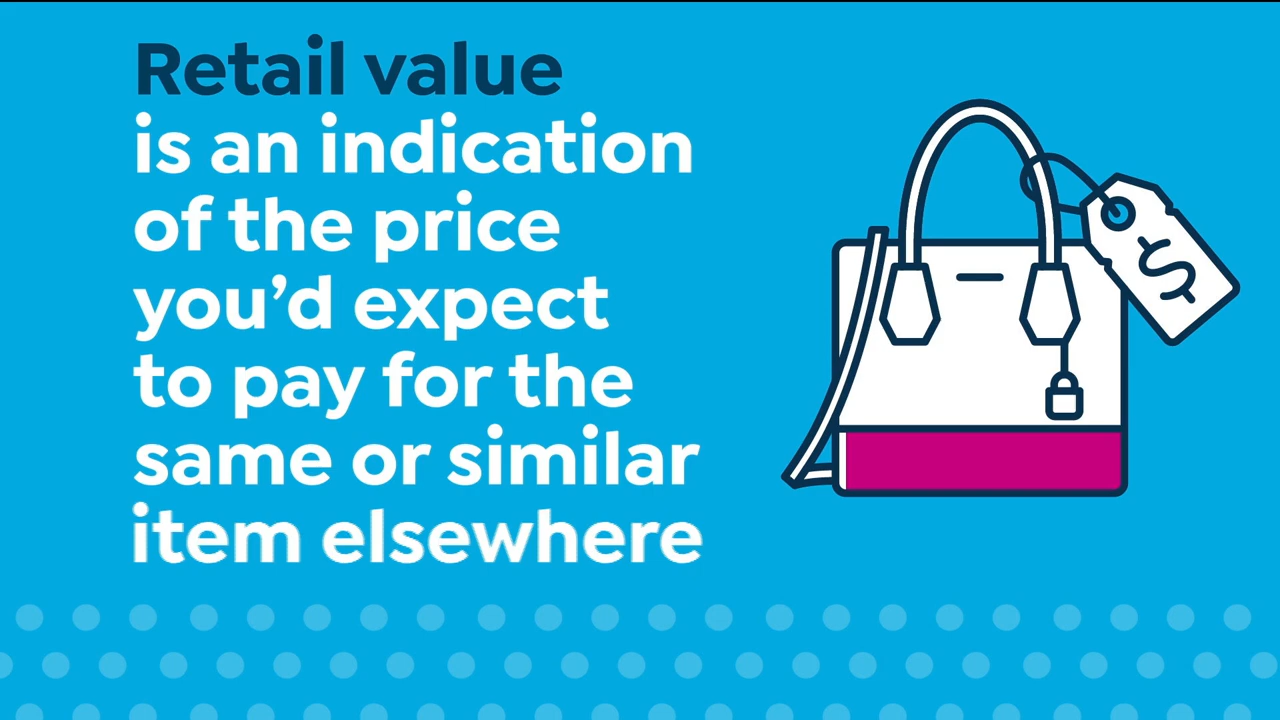 Retail value
is an indication
of the price
you’d expect
to pay for the
same or similar
item elsewhere
$